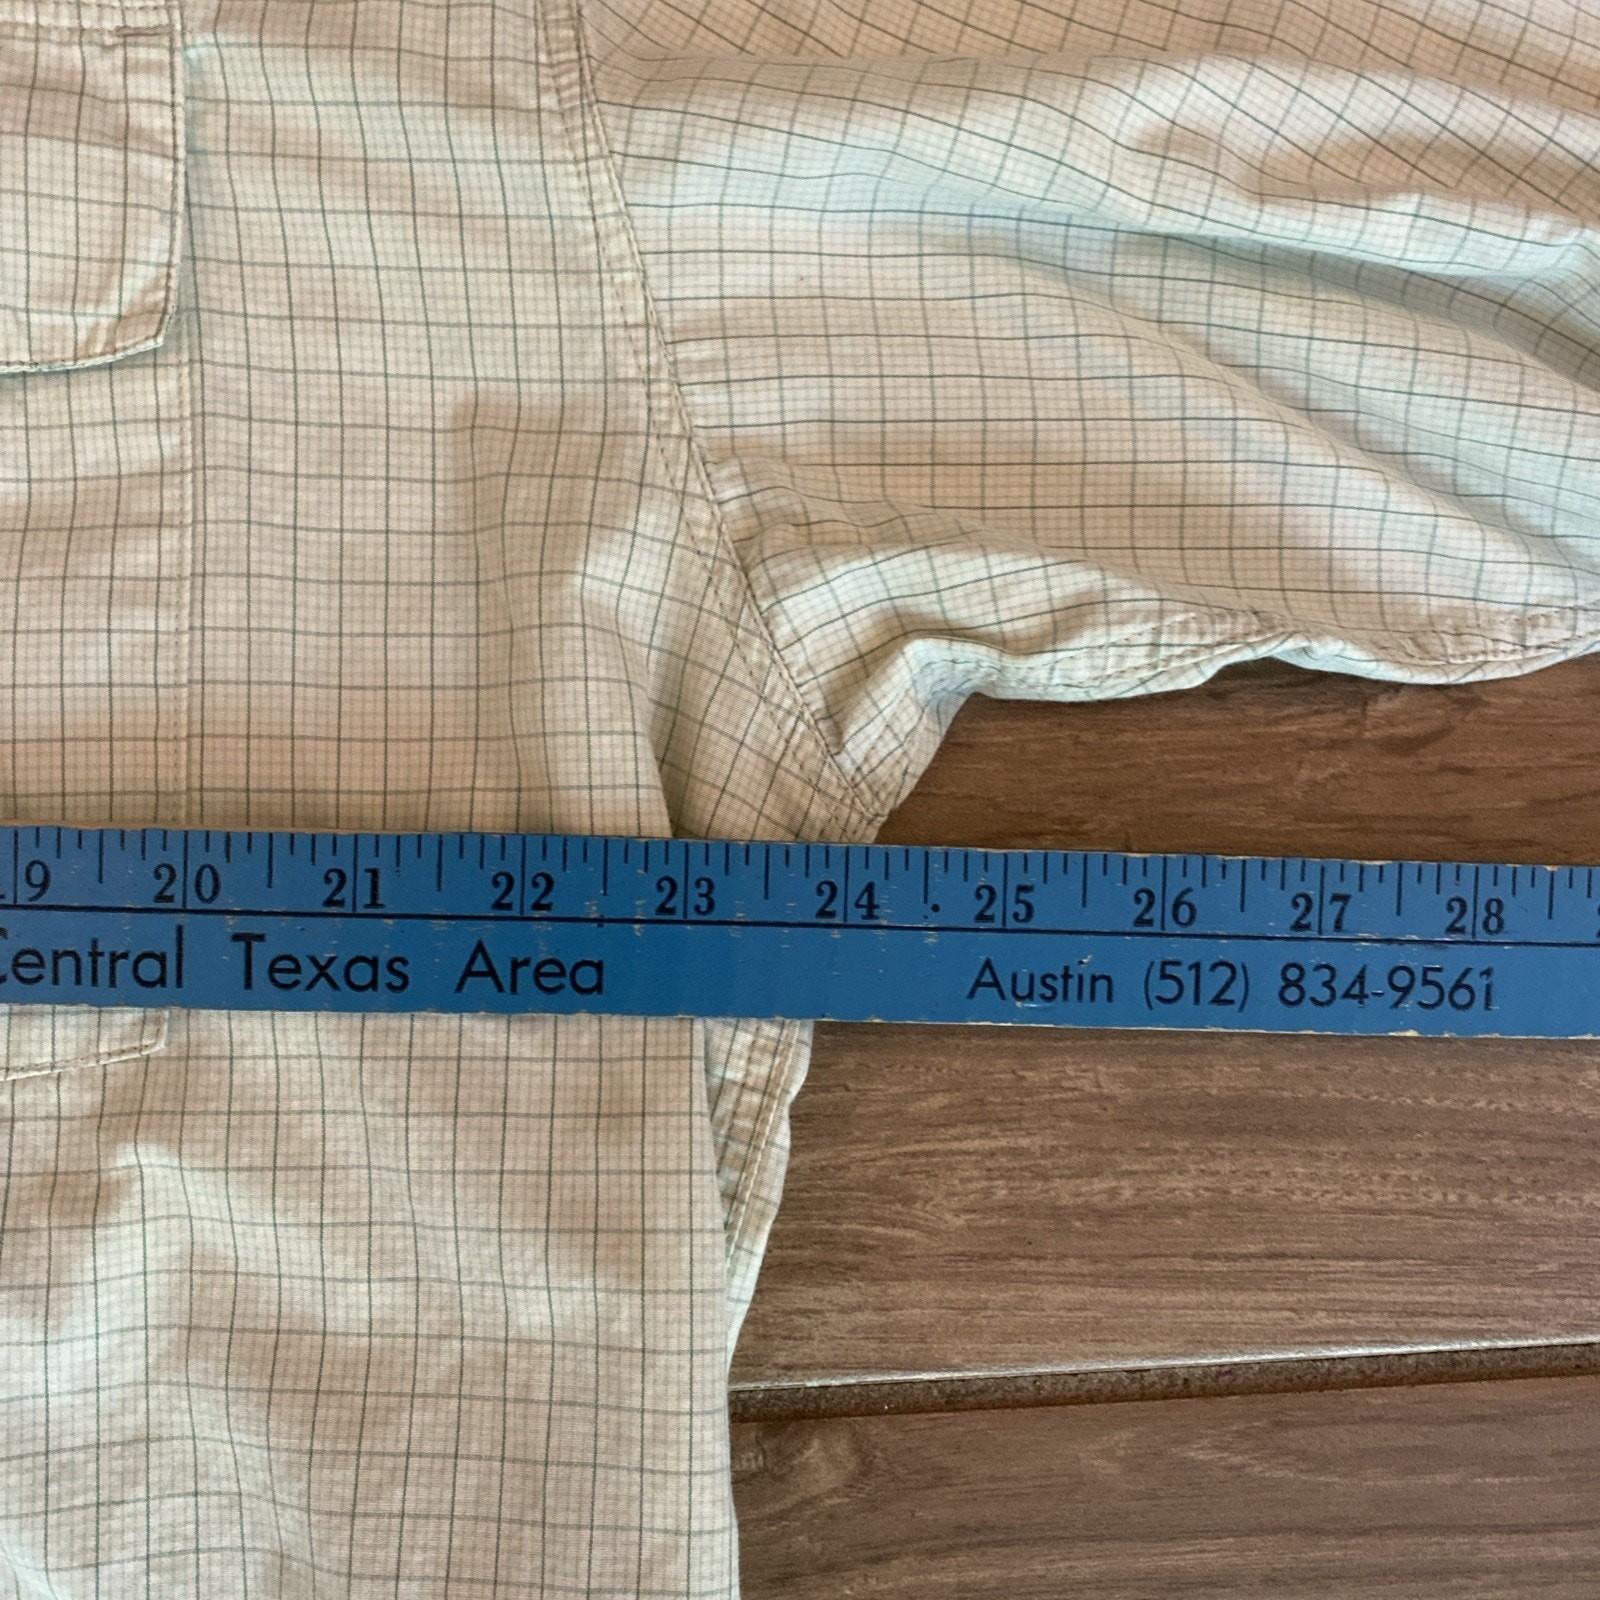 19 20 21 22 23 24 25 26 27 28
Central Texas Area Austin (512) 834-9561